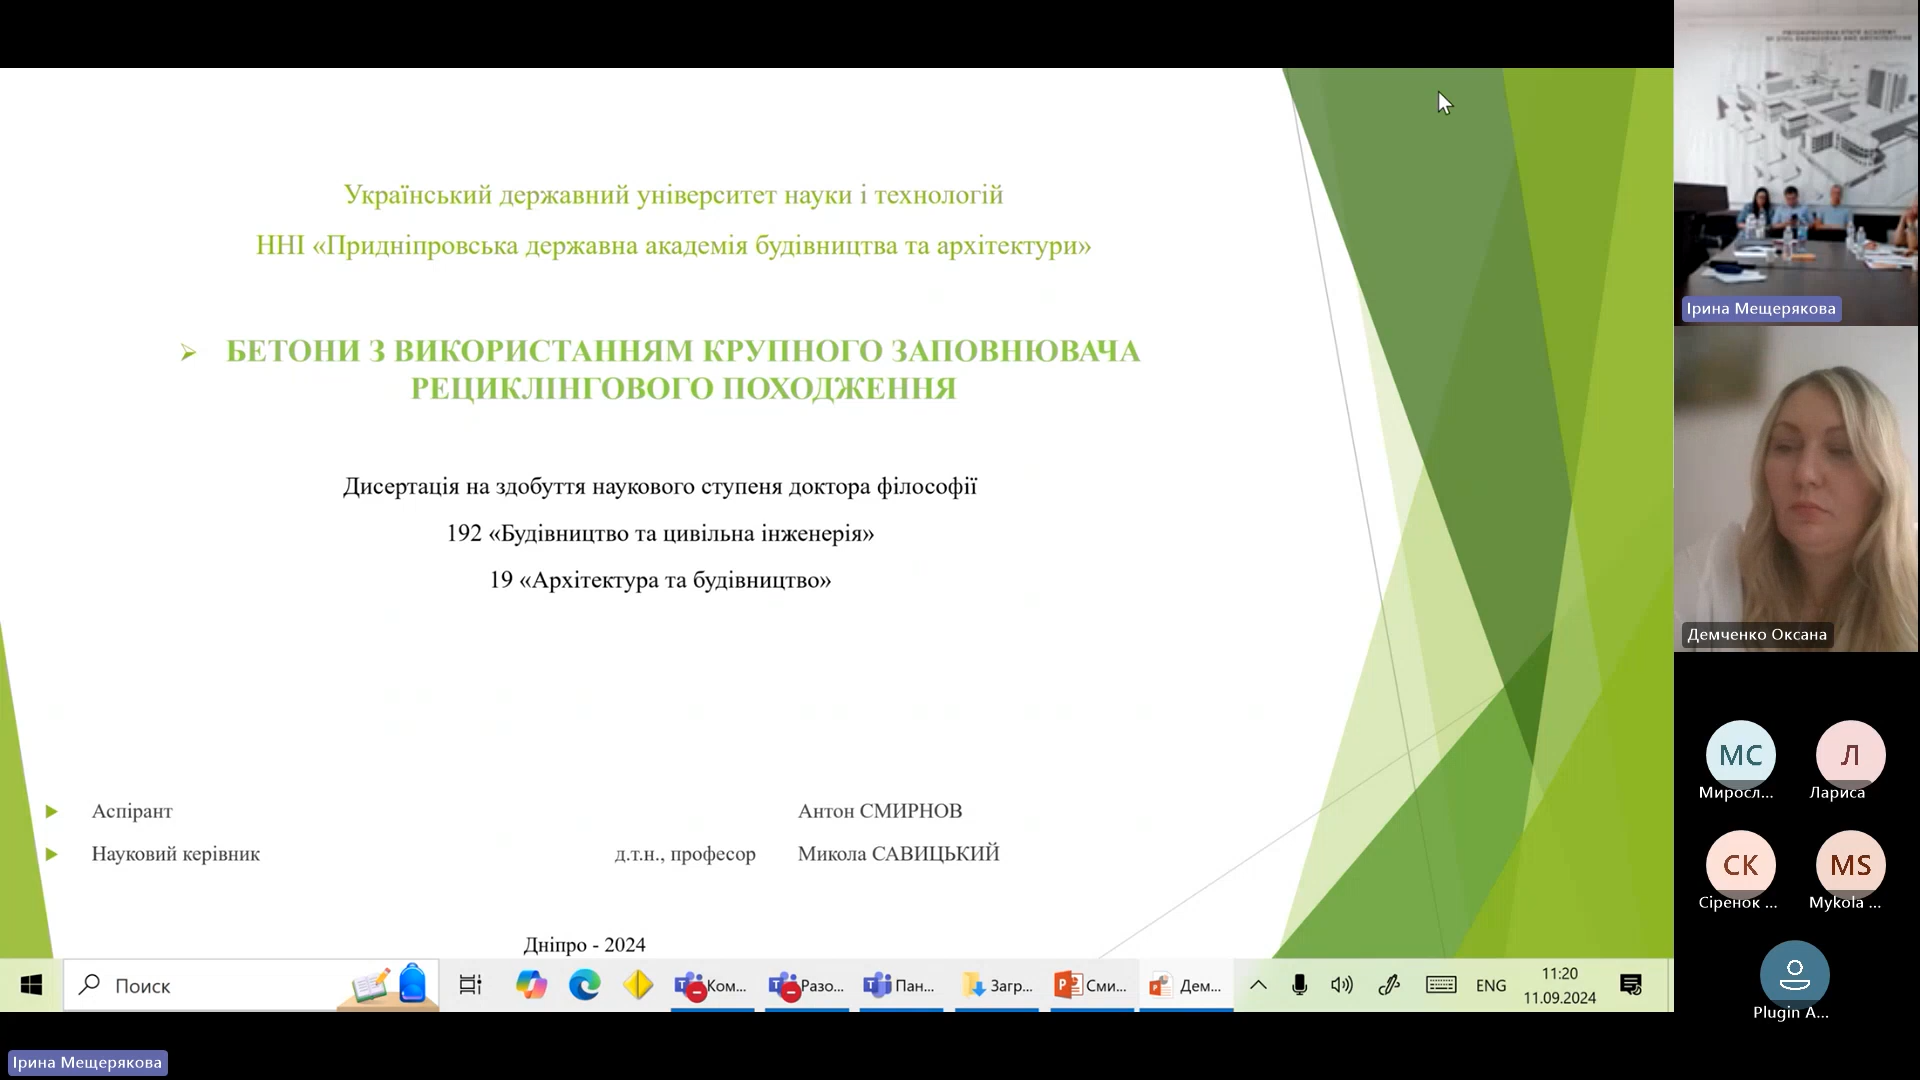 Український державний університет науки і технологій
ННІ «Придніпровська державна академія будівництва та архітектури»
БЕТОНИ З ВИКОРИСТАННЯМ КРУПНОГО ЗАПОВНЮВАЧА
РЕЦИКЛІНГОВОГО ПОХОДЖЕННЯ
Дисертація на здобуття наукового ступеня доктора філософії
192 «Будівництво та цивільна інженерія»
19 «Архітектура та будівництво»
Аспірант Антон СМИРНОВ
Науковий керівник д.т.н., професор Микола САВИЦЬКИЙ
Дніпро - 2024
Поиск
Ком...
Разо...
Пан...
Загр...
Сми...
Дем...
ENG
11:20
11.09.2024
Ірина Мещерякова
Ірина Мещерякова
Демченко Оксана
МС
Миросл...
Л
Лариса
СК
Сіренок ...
MS
Mykola ...
Plugin A...